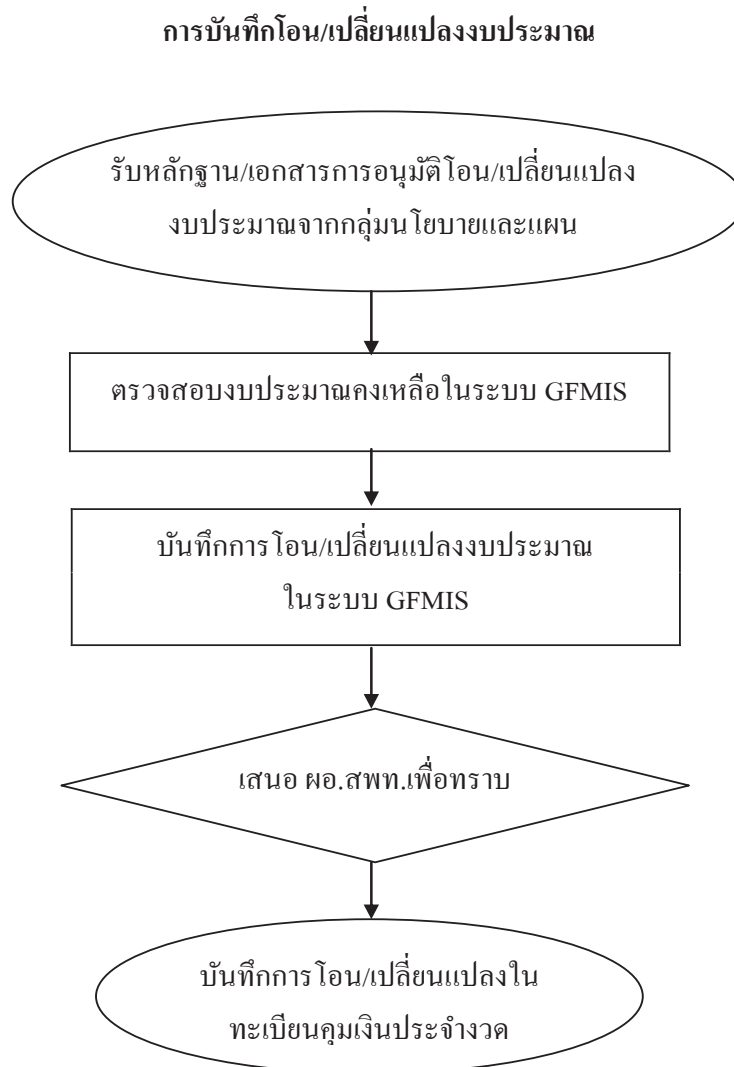 การบันทึกโอน/เปลี่ยนแปลงงบประมาณ
รับหลักฐาน/เอกสารการอนุมัติโอน/เปลี่ยนแปลง
งบประมาณจากกลุ่มนโยบายและแผน
ตรวจสอบงบประมาณคงเหลือในระบบ GFMIS
บันทึกการโอน/เปลี่ยนแปลงงบประมาณ
ในระบบ GFMIS
เสนอ ผอ.สพท.เพื่อทราบ
บันทึกการโอน/เปลี่ยนแปลงใน
ทะเบียนคุมเงินประจำงวด